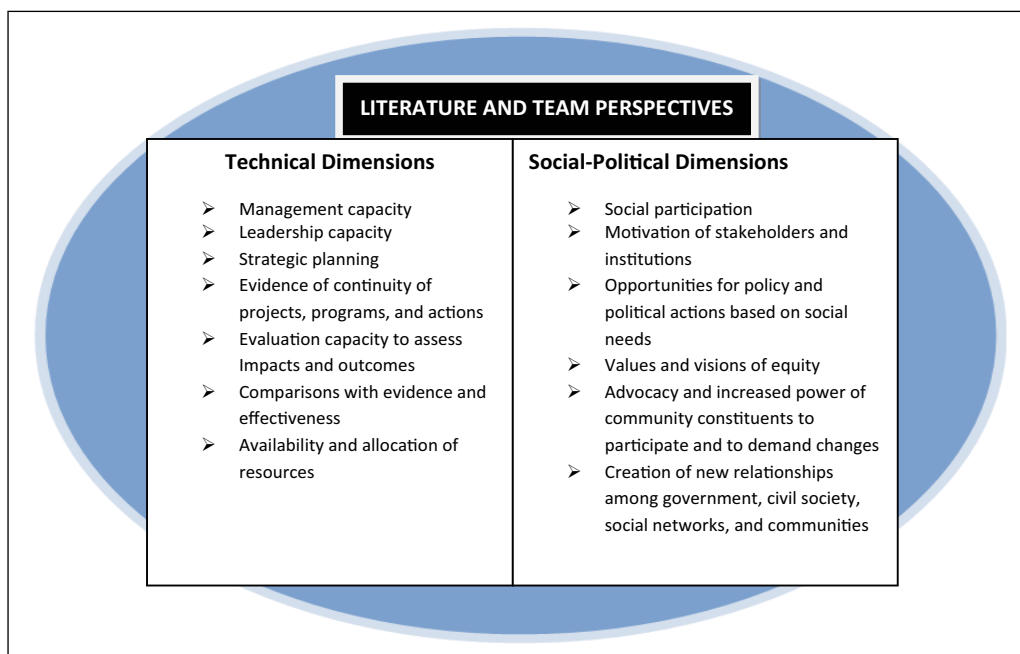 LITERATURE AND TEAM PERSPECTIVES
Technical Dimensions
➢ Management capacity
➢ Leadership capacity
➢ Strategic planning
➢ Evidence of continuity of
projects, programs, and actions
➢ Evaluation capacity to assess
Impacts and outcomes
➢ Comparisons with evidence and
effectiveness
➢ Availability and allocation of
resources
Social-Political Dimensions
➢ Social participation
➢ Motivation of stakeholders and
institutions
➢ Opportunities for policy and
political actions based on social
needs
➢ Values and visions of equity
➢ Advocacy and increased power of
community constituents to
participate and to demand changes
➢ Creation of new relationships
among government, civil society,
social networks, and communities